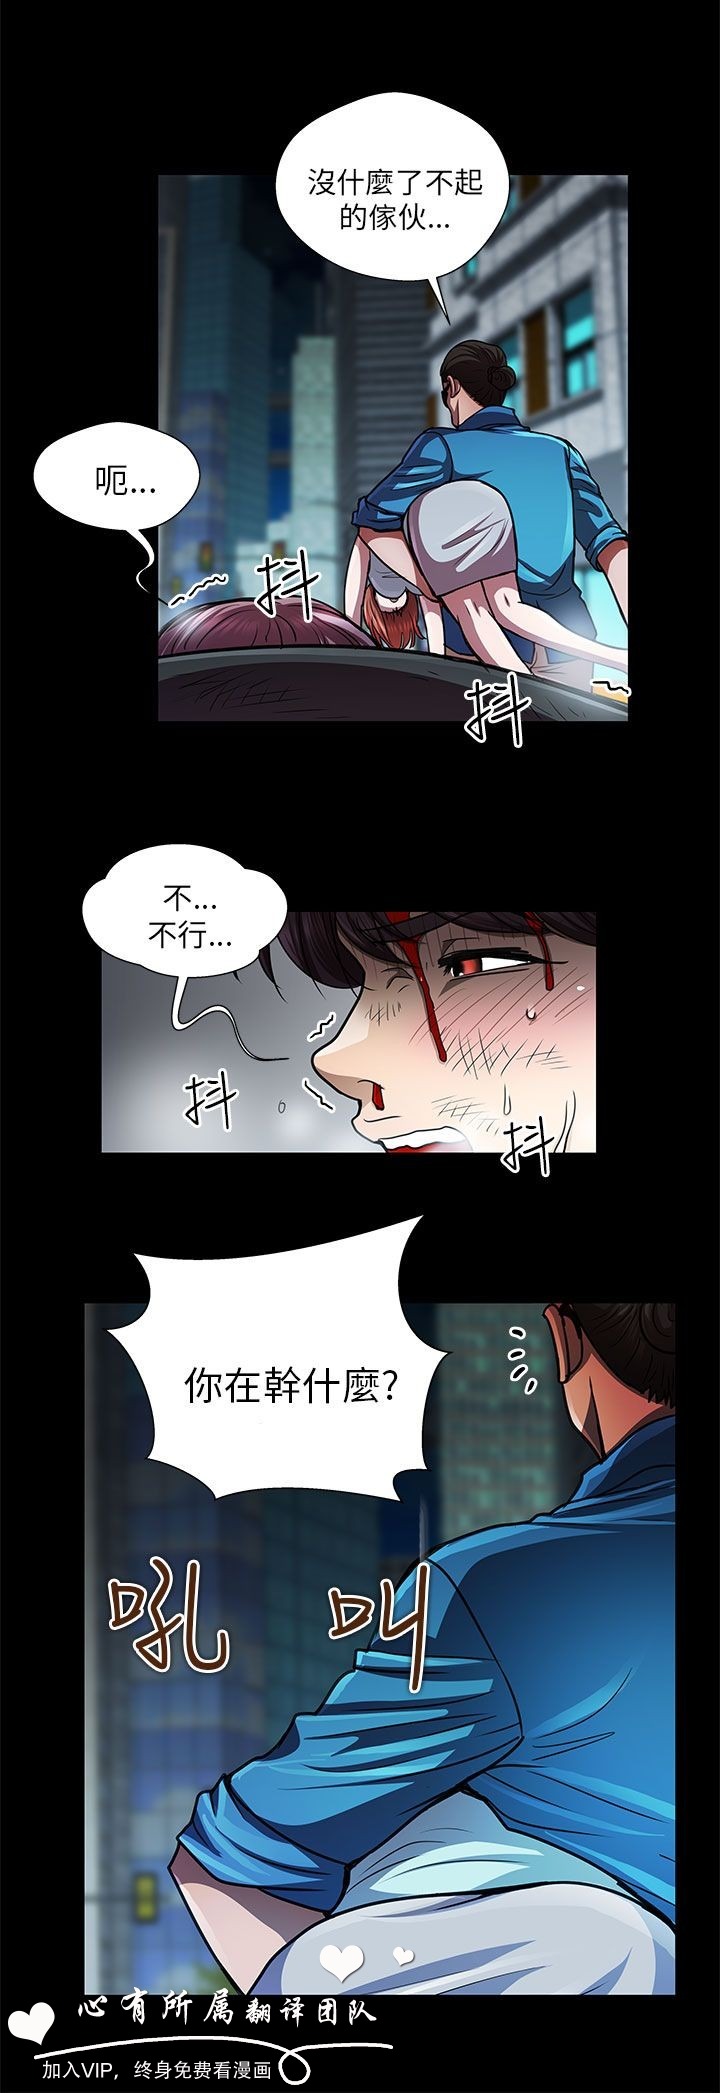 沒什麼了不起
的傢伙...
呃...
抖
抖
不...
不行...
抖
抖
你在幹什麼?
吼 叫
心有所属翻译团队
加入VIP，终身免费看漫画